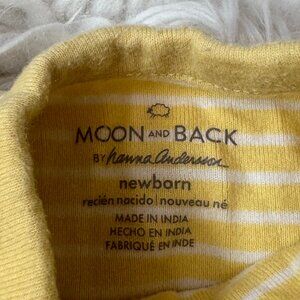 MOON AND BACK
BY hanna Andersson
newborn
recién nacido | nouveau né
MADE IN INDIA
HECHO EN INDIA
FABRIQUÉ EN INDE